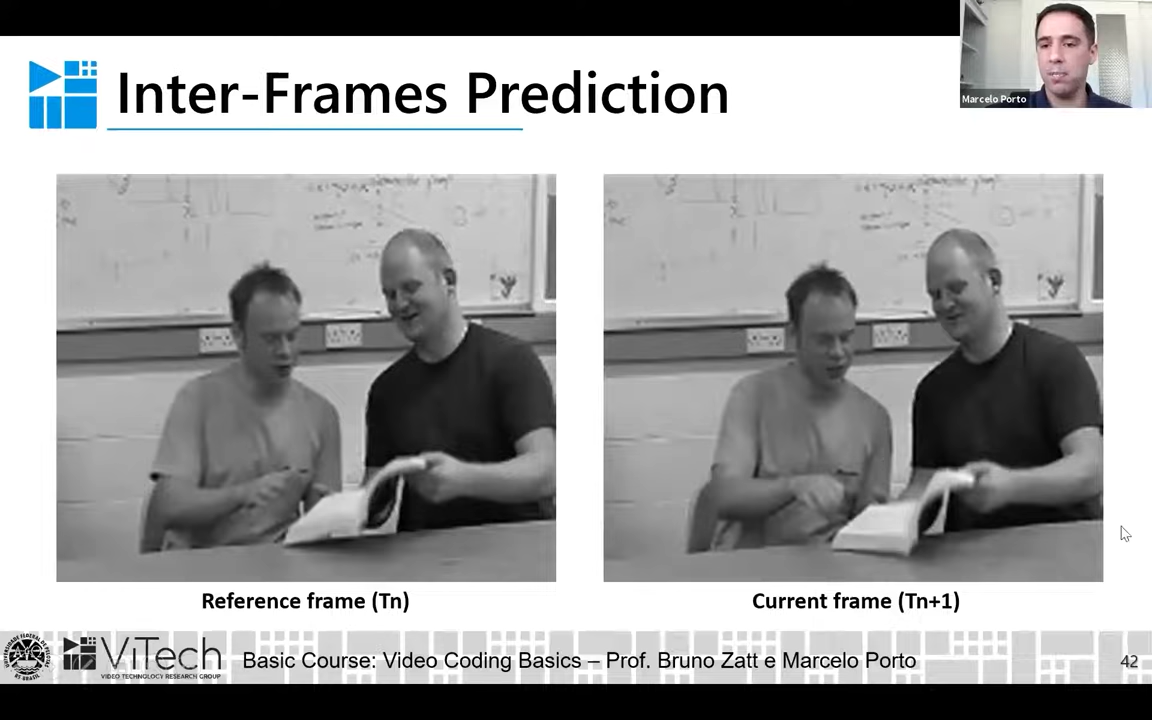 Inter-Frames Prediction
Marcelo Porto
Reference frame (Tn)
Current frame (Tn+1)
ViTech
VIDEO TECHNOLOGY RESEARCH GROUP
Basic Course: Video Coding Basics – Prof. Bruno Zatt e Marcelo Porto
42